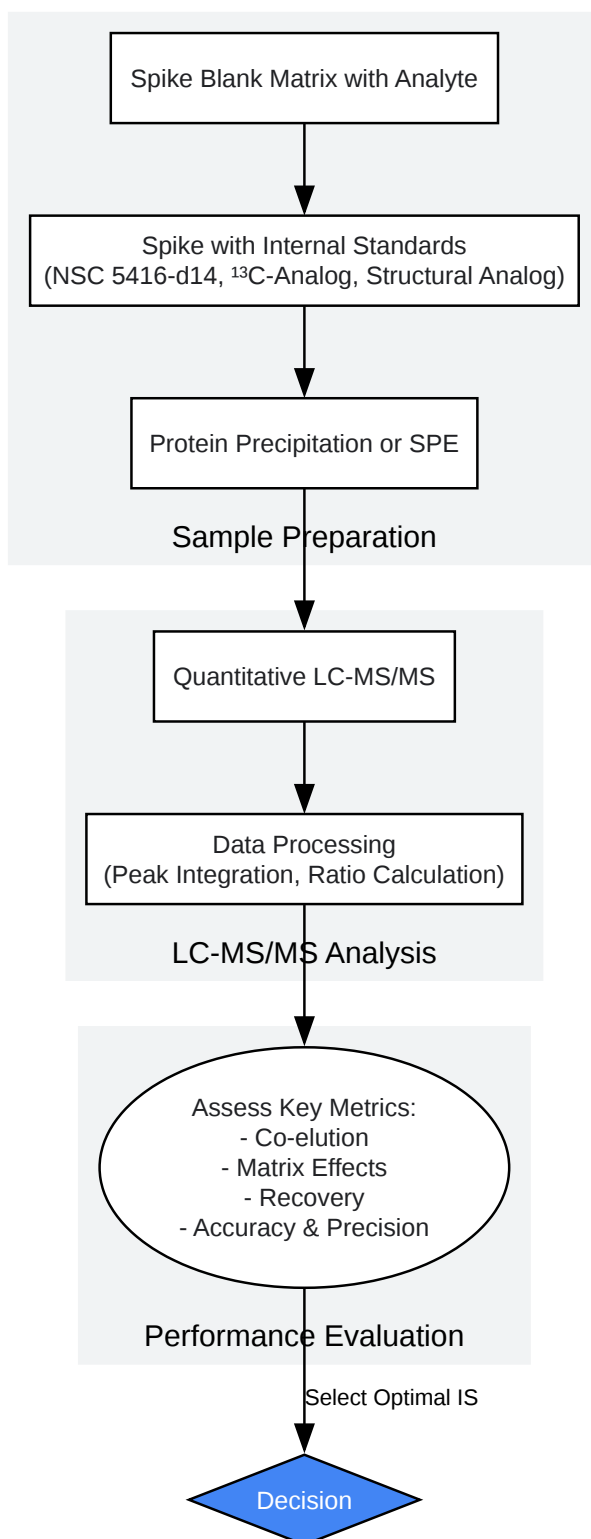 Spike Blank Matrix with Analyte
Spike with Internal Standards
(NSC 5416-d14, ¹³C-Analog, Structural Analog)
Protein Precipitation or SPE
Sample Preparation
Quantitative LC-MS/MS
Data Processing
(Peak Integration, Ratio Calculation)
LC-MS/MS Analysis
Assess Key Metrics:
- Co-elution
- Matrix Effects
- Recovery
- Accuracy & Precision
Performance Evaluation
Select Optimal IS
Decision